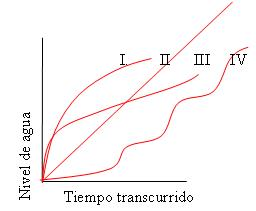 I. II III IV
Nivel de agua
Tiempo transcurrido